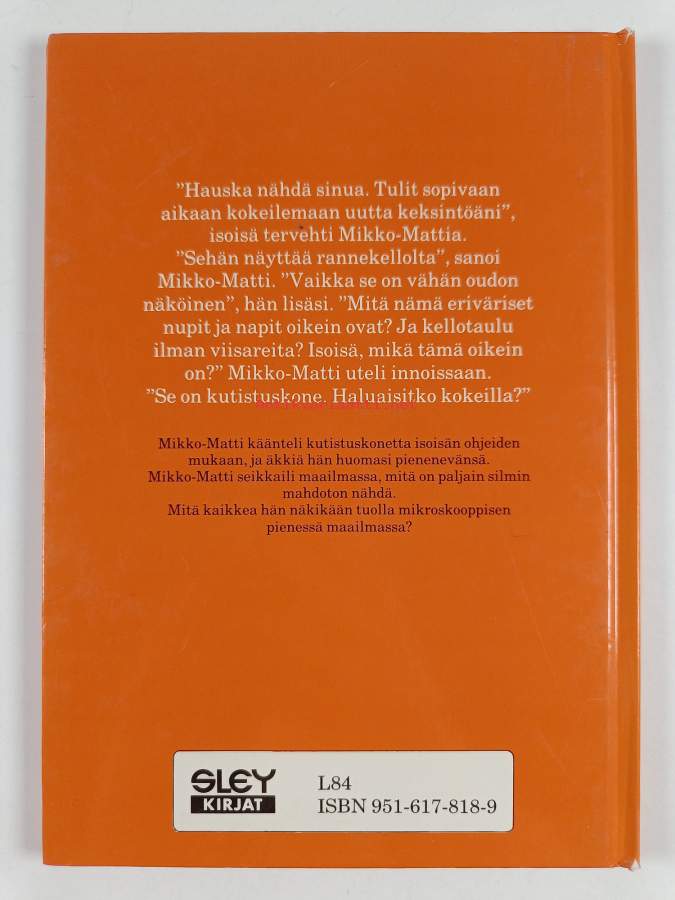 ”Hauska nähdä sinua. Tulit sopivaan
aikaan kokeilemaan uutta keksintöäni”,
isoisä tervehti Mikko-Mattia.
”Sehän näyttää rannekellolta”, sanoi
Mikko-Matti. ”Vaikka se on vähän oudon
näköinen”, hän lisäsi. ”Mitä nämä eriväriset
nupit ja napit oikein ovat? Ja kellotaulu
ilman viisareita? Isoisä, mikä tämä oikein
on?” Mikko-Matti uteli innoissaan.
”Se on kutistuskone. Haluaisitko kokeilla?”
Mikko-Matti käänteli kutistuskonetta isoisän ohjeiden
mukaan, ja äkkiä hän huomasi pienenevänsä.
Mikko-Matti seikkaili maailmassa, mitä on paljain silmin
mahdoton nähdä.
Mitä kaikkea hän näkikään tuolla mikroskooppisen
pienessä maailmassa?
SLEY
KIRJAT
L84
ISBN 951-617-818-9